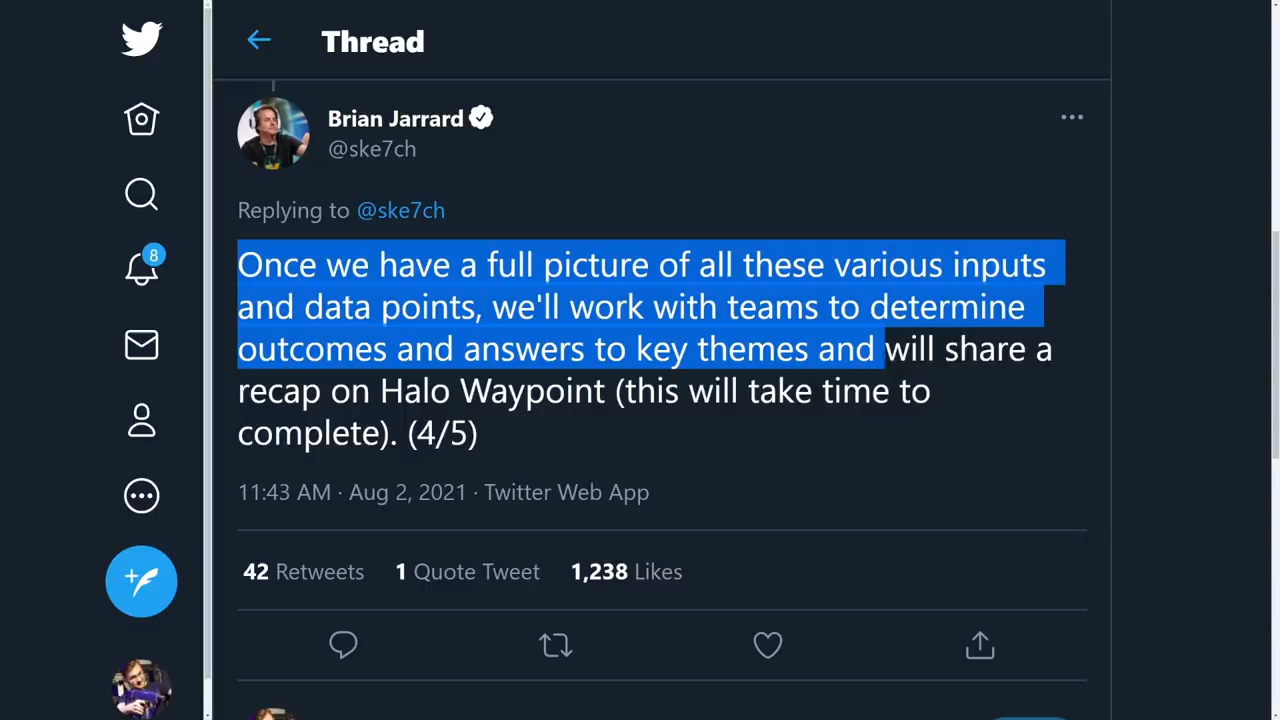 Thread
Brian Jarrard
@ske7ch
Replying to @ske7ch
8
Once we have a full picture of all these various inputs
and data points, we'll work with teams to determine
outcomes and answers to key themes and will share a
recap on Halo Waypoint (this will take time to
complete). (4/5)
11:43 AM · Aug 2, 2021 · Twitter Web App
42 Retweets 1 Quote Tweet 1,238 Likes